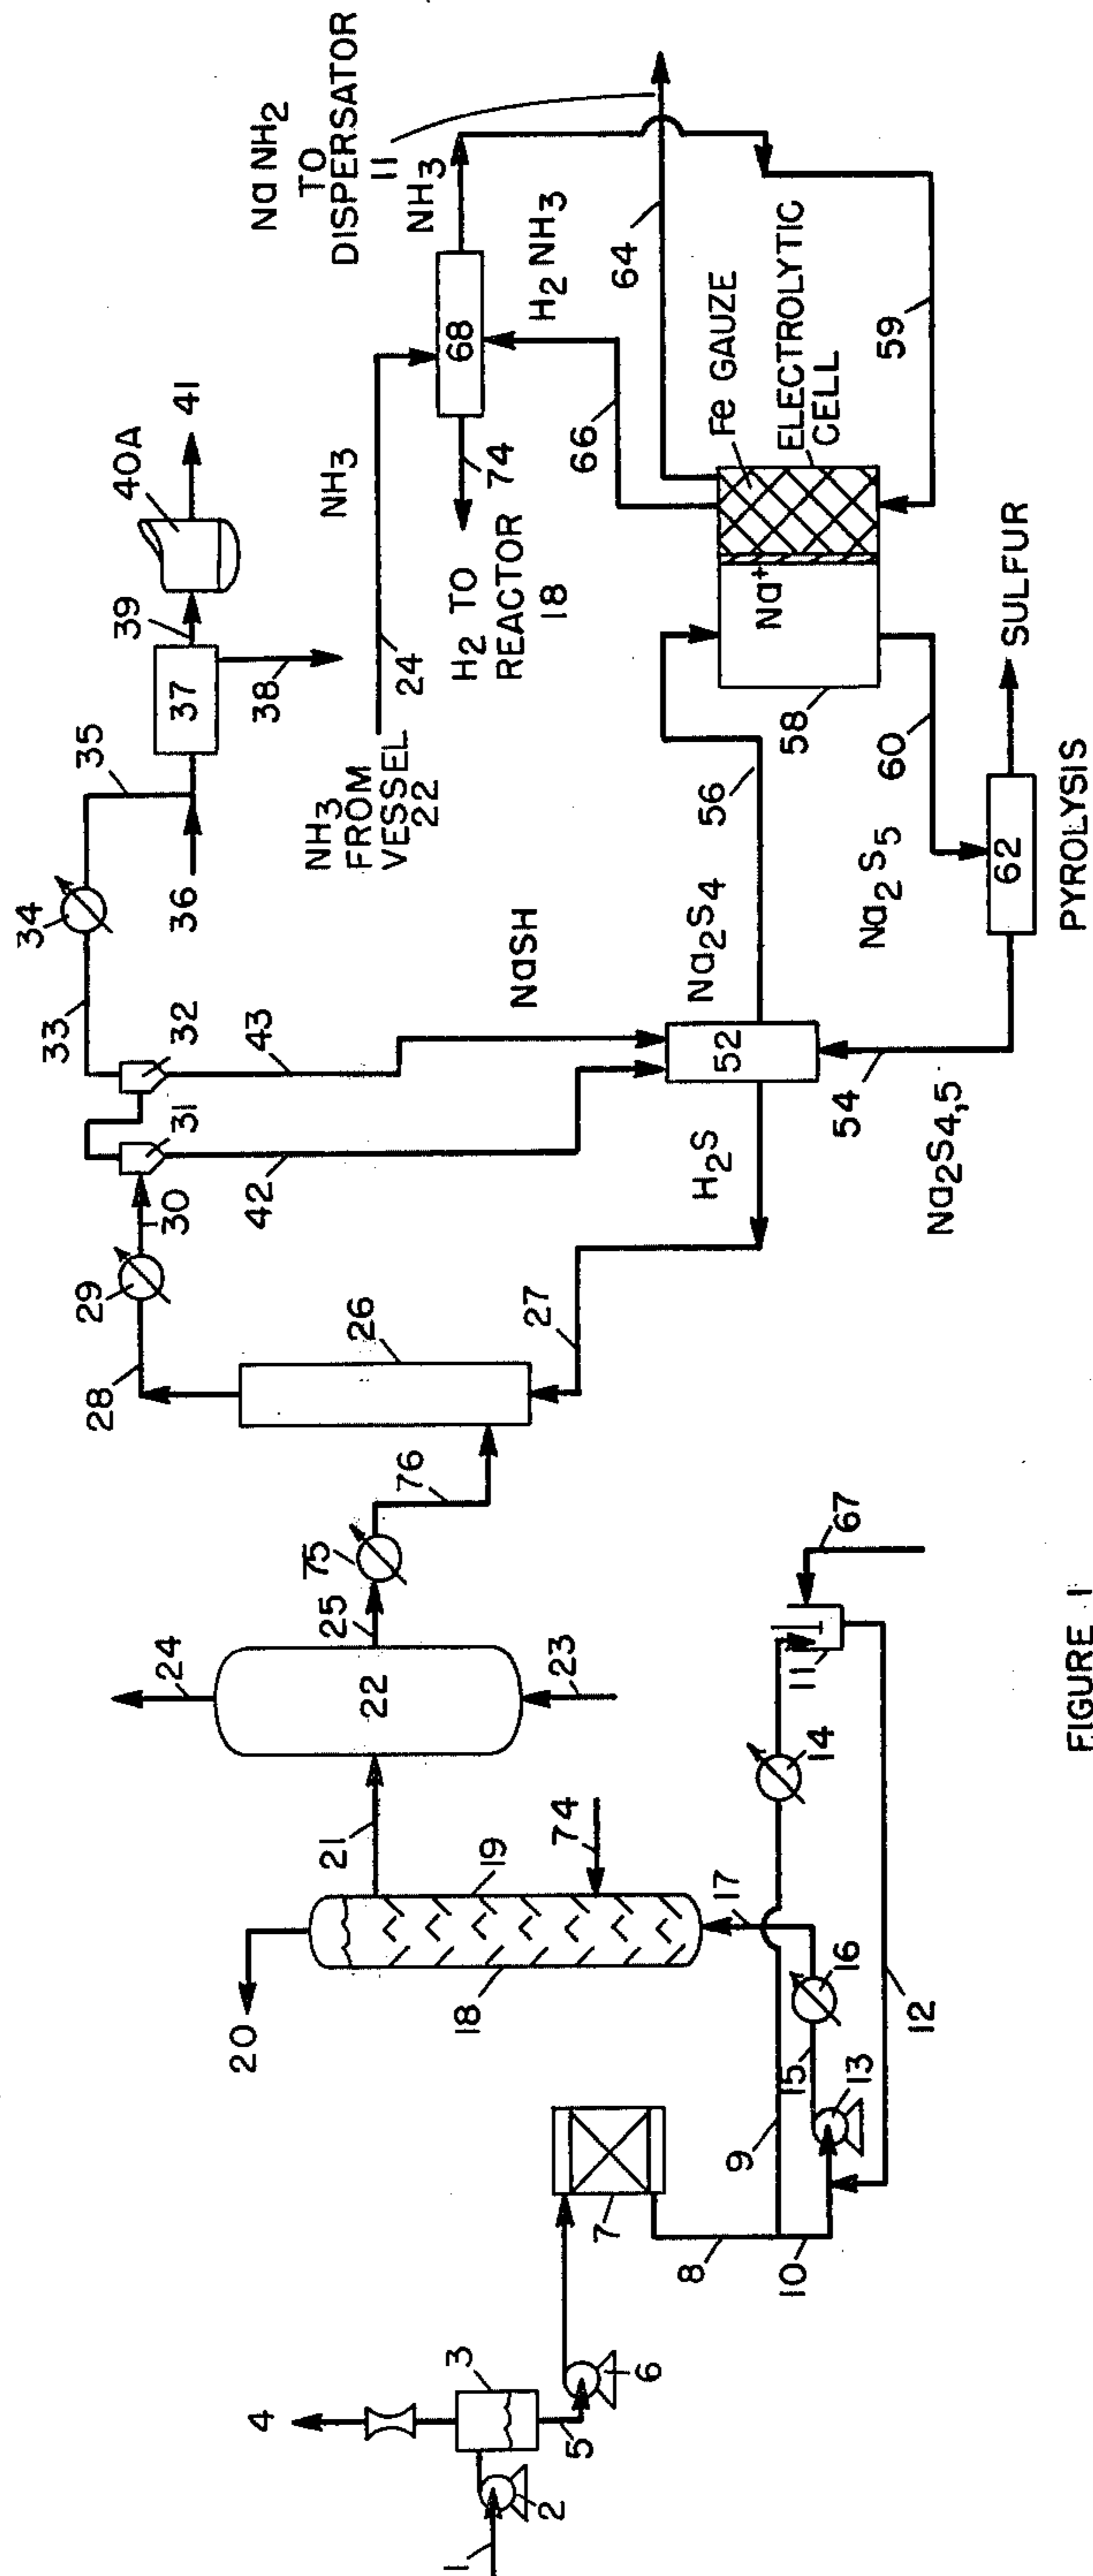 1
2
3
4
5
6
7
8
9
10
11
12
13
14
15
16
17
18
19
20
21
22
23
24
25
75
76
26
27
28
29
30
31
32
33
34
35
36
37
38
39
40A
41
42
43
NaSH
H2S
52
54
Na2S4,5
Na2S4
56
58
60
Na2S5
62
PYROLYSIS
SULFUR
Na+
Fe GAUZE
ELECTROLYTIC
CELL
59
64
66
H2 NH3
68
NH3
NH3
24
NH3
FROM
VESSEL
22
74
H2 TO
REACTOR
18
Na NH2
TO
DISPERSATOR
11
74
67
FIGURE 1